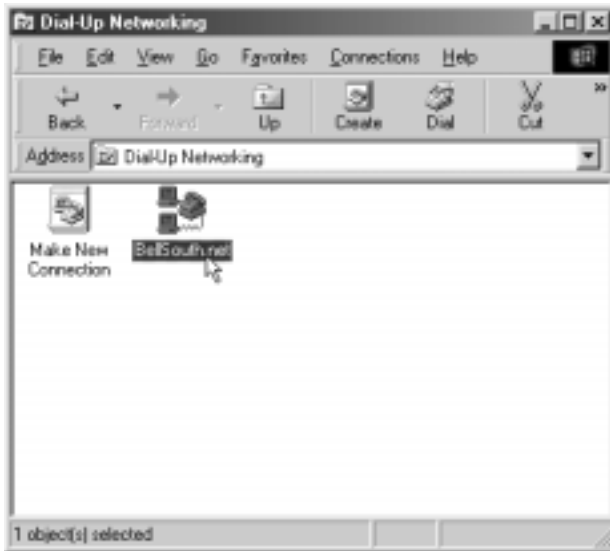 Dial-Up Networking
File Edit View Go Favorites Connections Help
Back Forward Up Create Dial Cut »
Address Dial-Up Networking
Make New Connection
BellSouth.net
1 object(s) selected